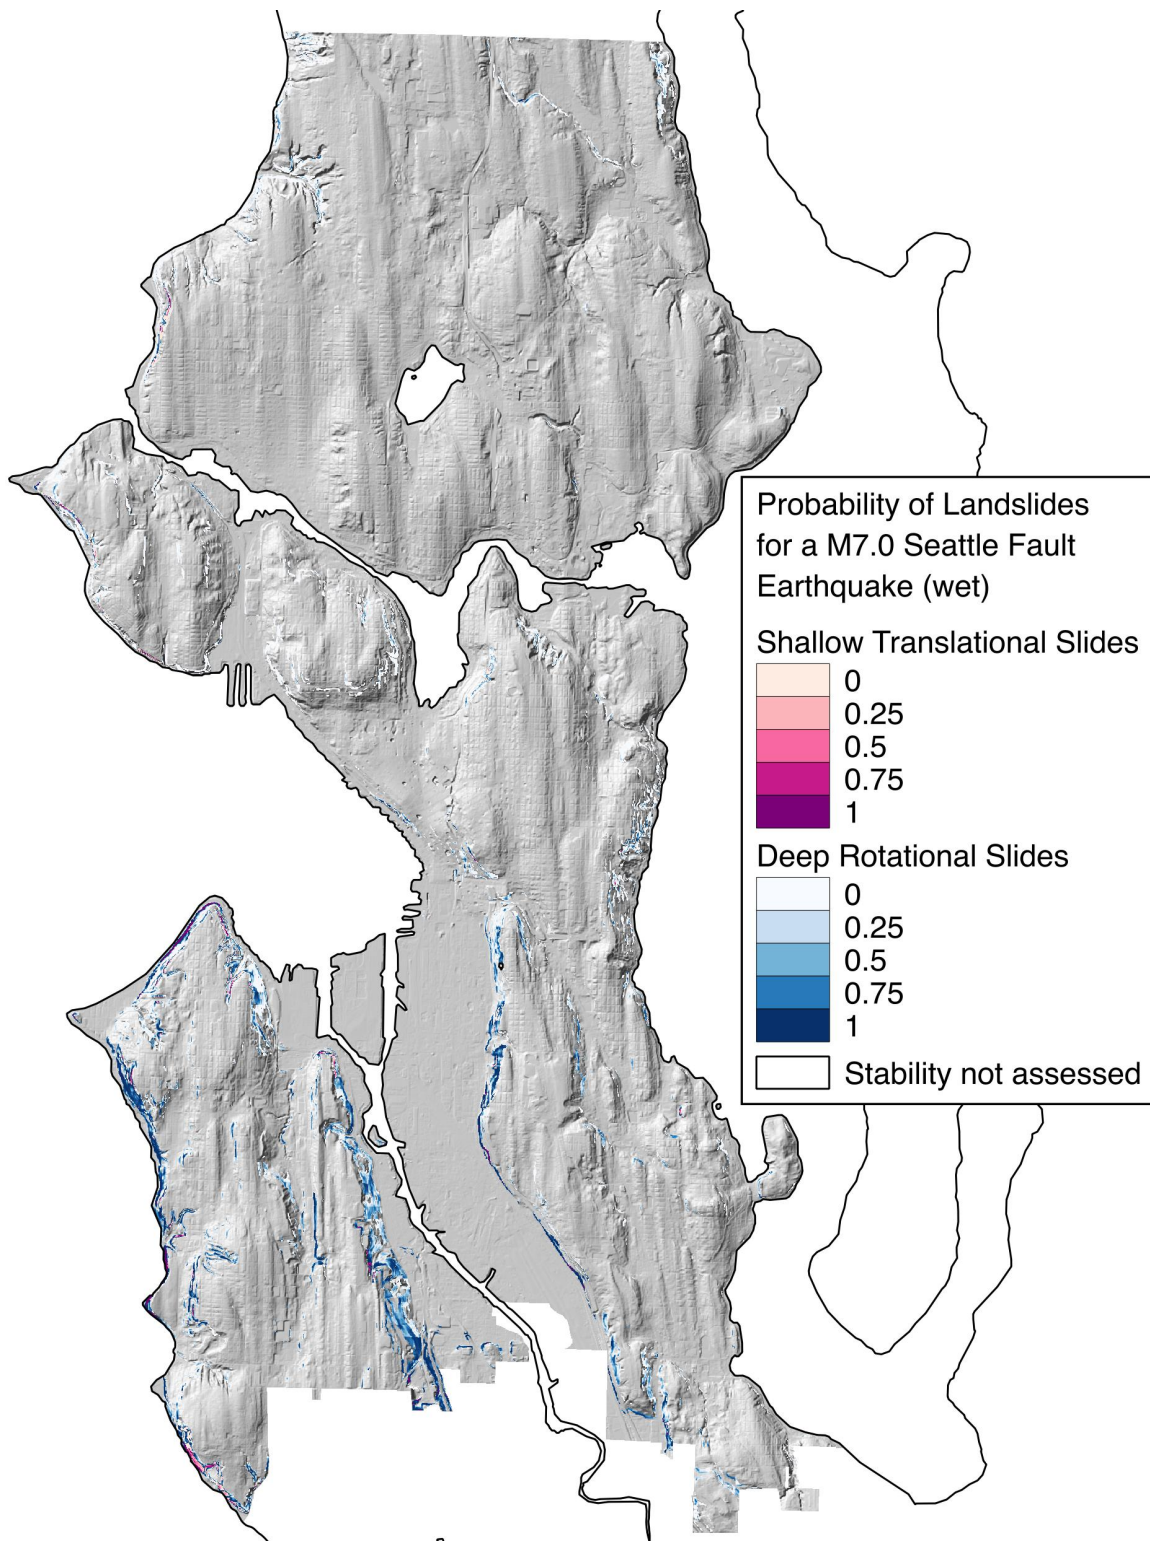 Probability of Landslides
for a M7.0 Seattle Fault
Earthquake (wet)
Shallow Translational Slides
0
0.25
0.5
0.75
1
Deep Rotational Slides
0
0.25
0.5
0.75
1
Stability not assessed